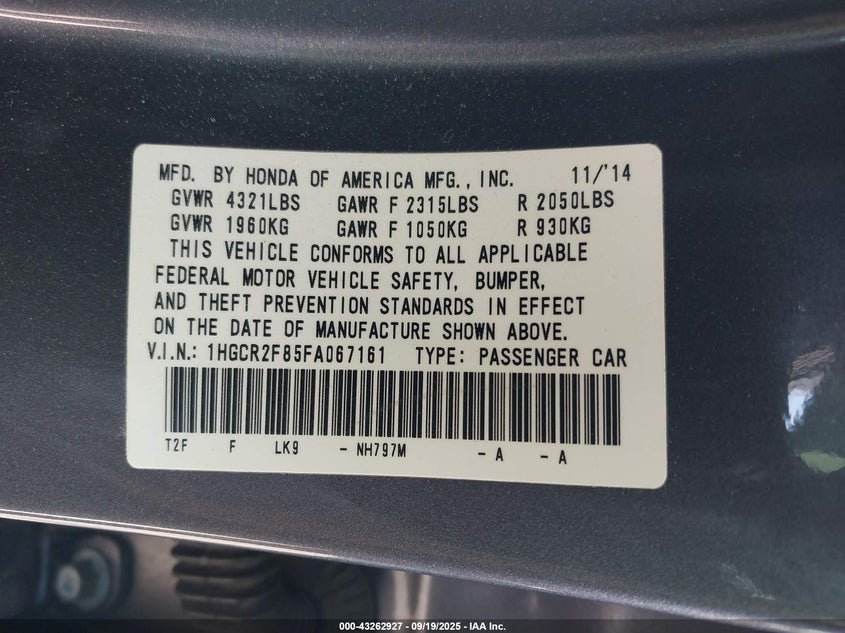 MFD. BY HONDA OF AMERICA MFG., INC. 11/'14
GVWR 4321LBS GAWR F 2315LBS R 2050LBS
GVWR 1960KG GAWR F 1050KG R 930KG
THIS VEHICLE CONFORMS TO ALL APPLICABLE
FEDERAL MOTOR VEHICLE SAFETY, BUMPER,
AND THEFT PREVENTION STANDARDS IN EFFECT
ON THE DATE OF MANUFACTURE SHOWN ABOVE.
V.I.N.: 1HGCR2F85FA067161 TYPE: PASSENGER CAR
T2F F LK9 - NH797M - A - A
000-43262927 - 09/19/2025 - IAA Inc.